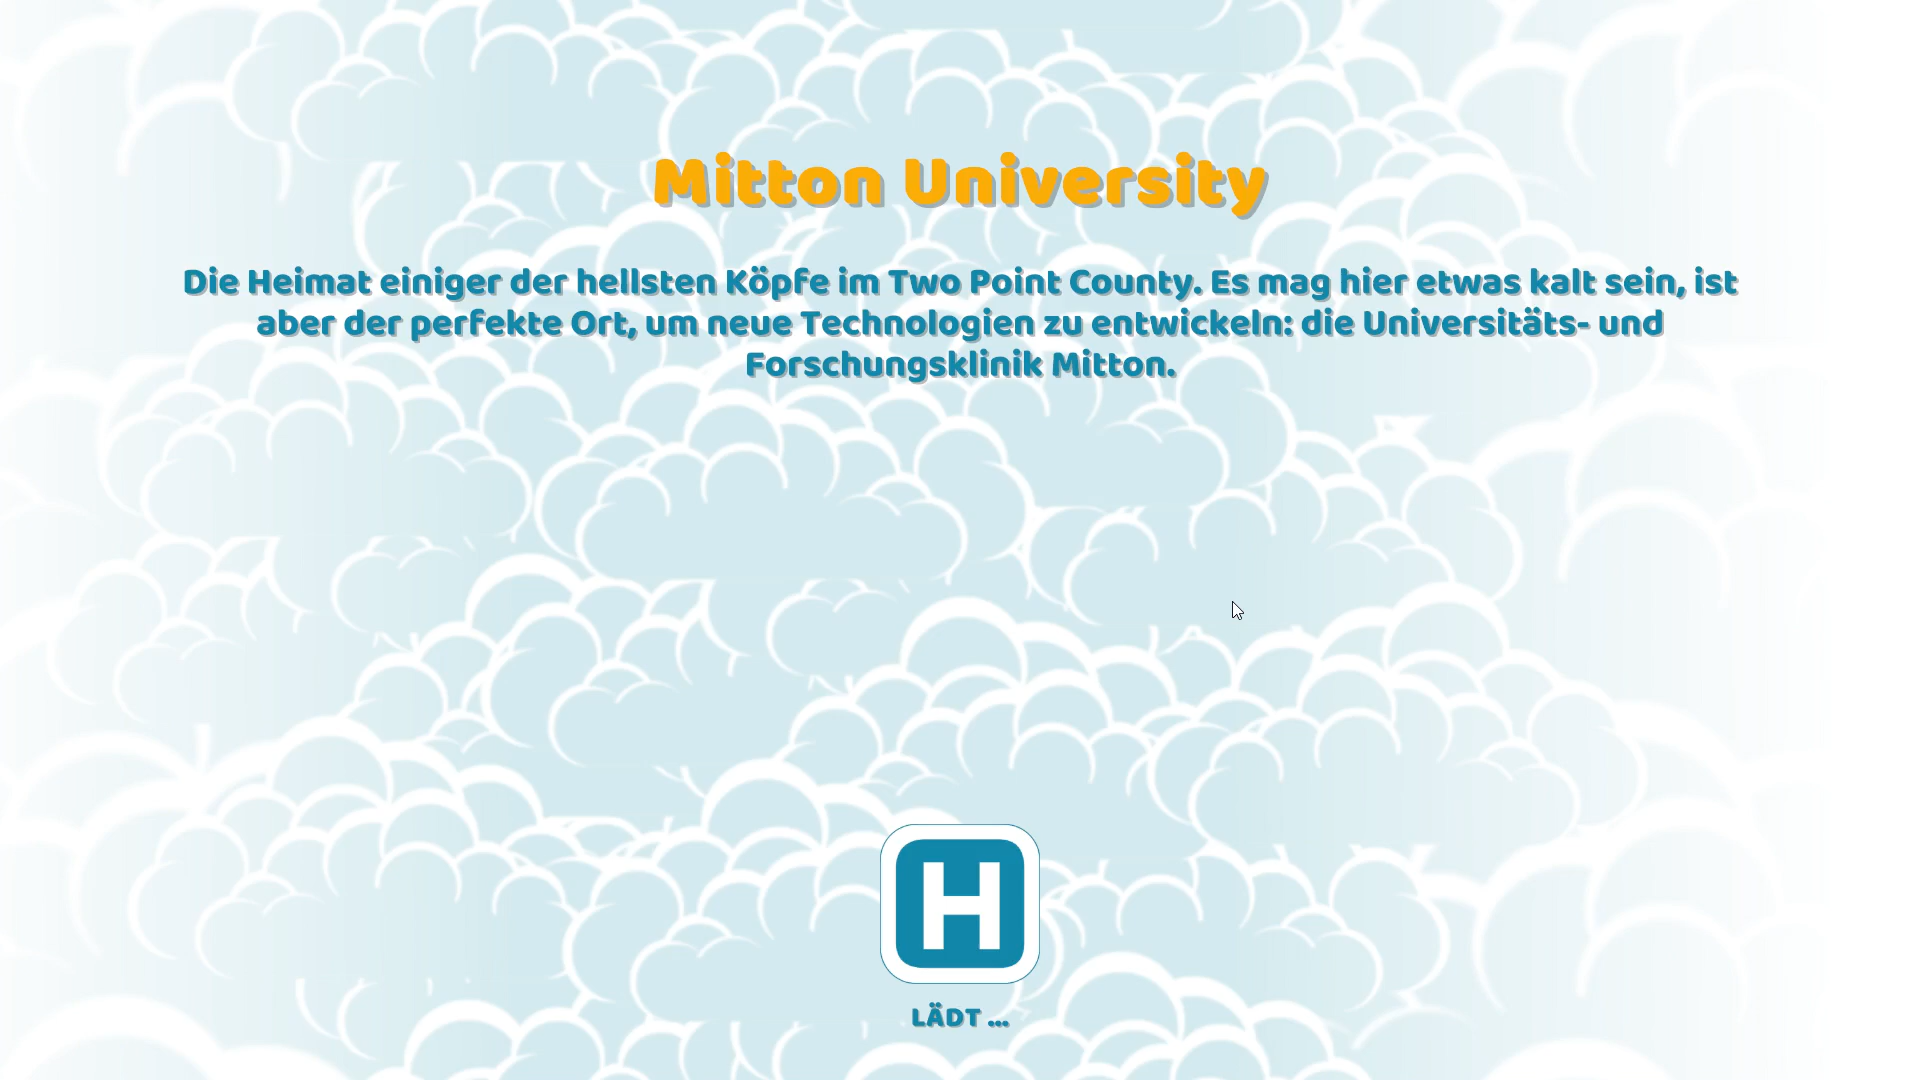 Mitton University
Die Heimat einiger der hellsten Köpfe im Two Point County. Es mag hier etwas kalt sein, ist
aber der perfekte Ort, um neue Technologien zu entwickeln: die Universitäts- und
Forschungsklinik Mitton.
H
LÄDT ...